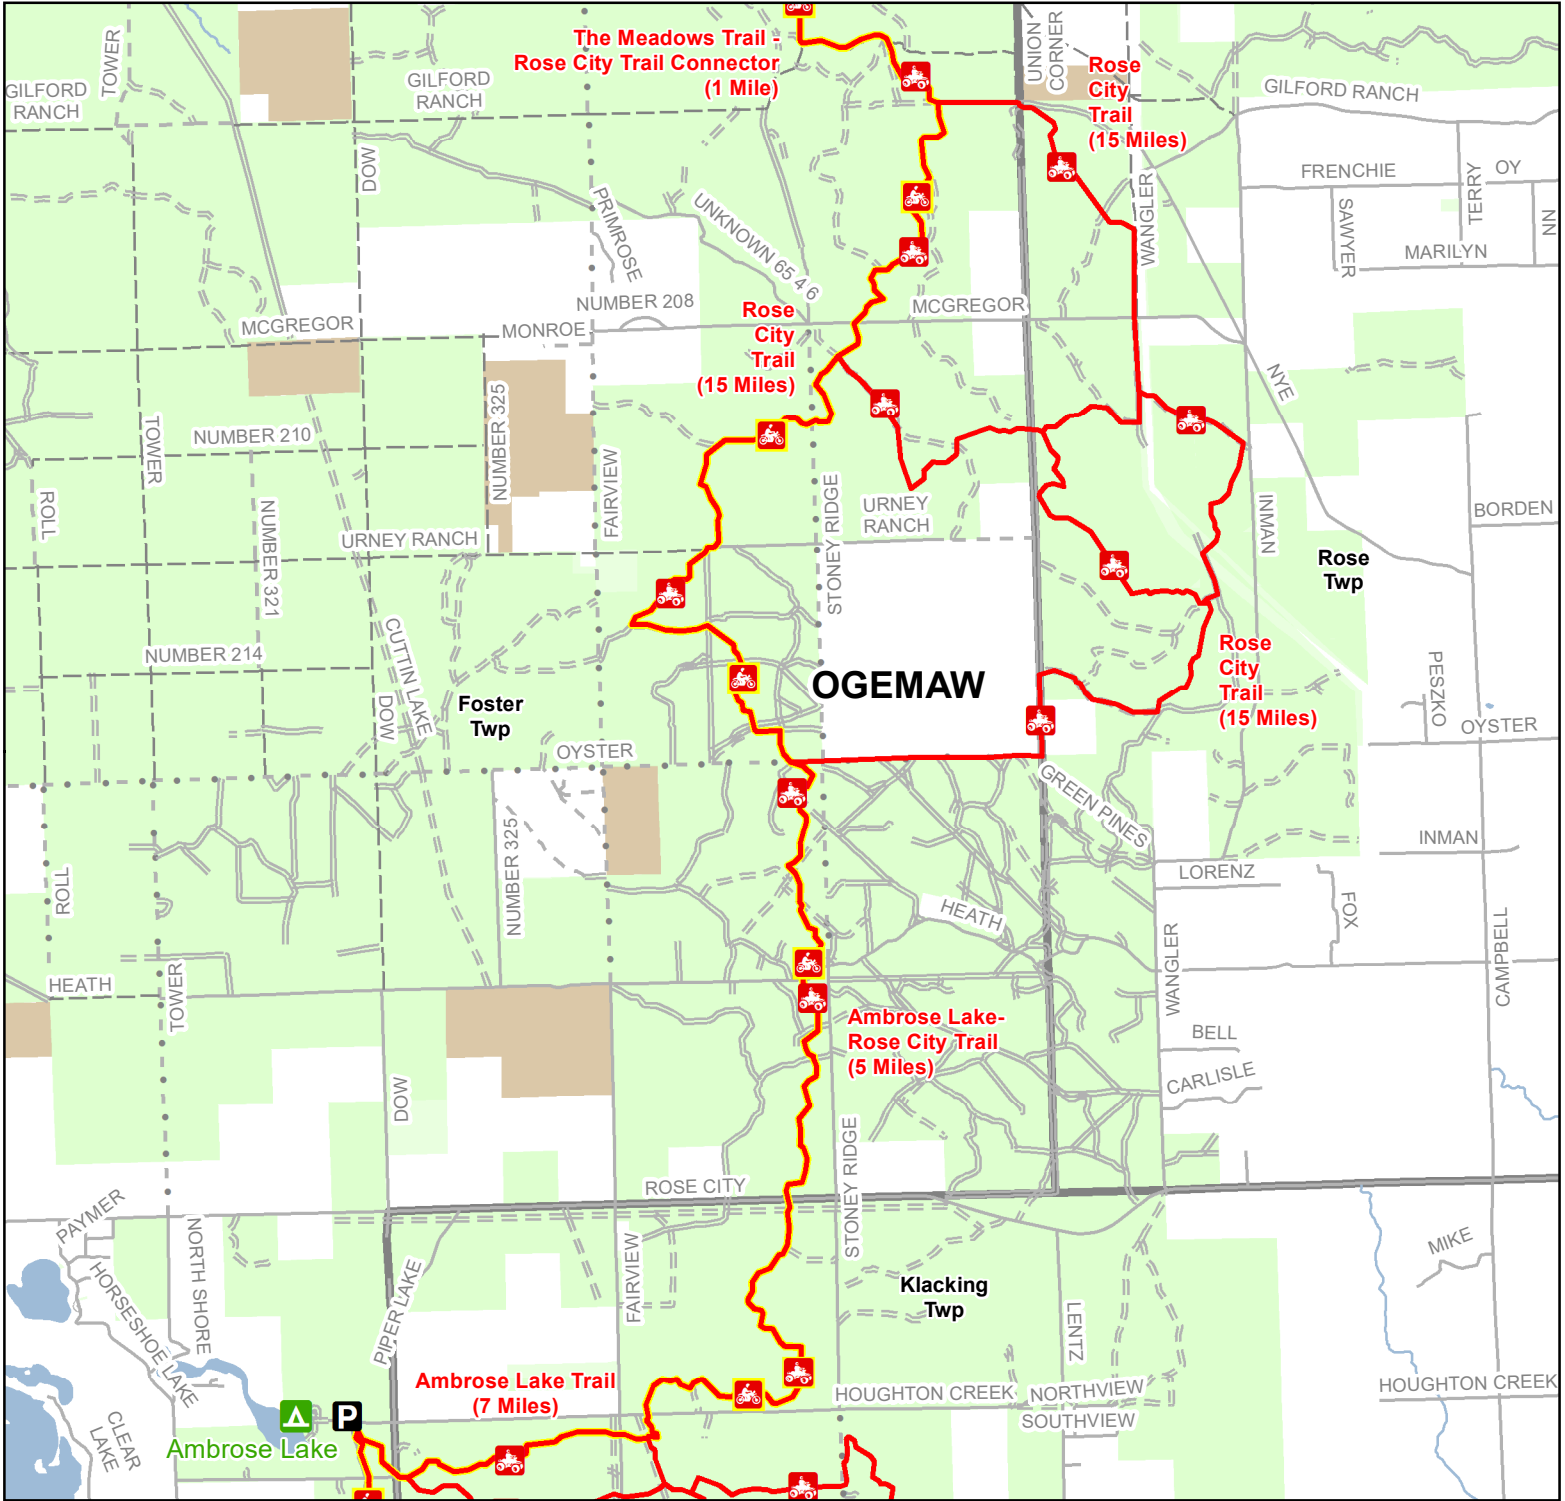 The Meadows Trail -
Rose City Trail Connector
(1 Mile)
UNION
CORNER
Rose
City
Trail
(15 Miles)
TOWER
GILFORD
RANCH
GILFORD
RANCH
GILFORD RANCH
DOW
FRENCHIE
TERRY
OY
SAWYER
NN
MARILYN
WANGLER
PRIMROSE
UNKNOWN 65 4 6
NUMBER 208
MCGREGOR
MONROE
MCGREGOR
Rose
City
Trail
(15 Miles)
NYE
NUMBER 325
TOWER
NUMBER 210
FAIRVIEW
ROLL
NUMBER 321
URNEY RANCH
STONEY RIDGE
URNEY
RANCH
INMAN
BORDEN
Rose
Twp
CUTTIN LAKE
NUMBER 214
DOW
Foster
Twp
OGEMAW
Rose
City
Trail
(15 Miles)
PESZKO
OYSTER
OYSTER
GREEN PINES
NUMBER 325
INMAN
LORENZ
FOX
ROLL
HEATH
WANGLER
CAMPBELL
HEATH
TOWER
Ambrose Lake-
Rose City Trail
(5 Miles)
BELL
CARLISLE
DOW
STONEY RIDGE
ROSE CITY
PAYMER
NORTH SHORE
HORSESHOE LAKE
PIPER LAKE
FAIRVIEW
MIKE
Klacking
Twp
LENTZ
Ambrose Lake Trail
(7 Miles)
HOUGHTON CREEK
NORTHVIEW
SOUTHVIEW
HOUGHTON CREEK
P
Ambrose Lake
CLEAR
LAKE